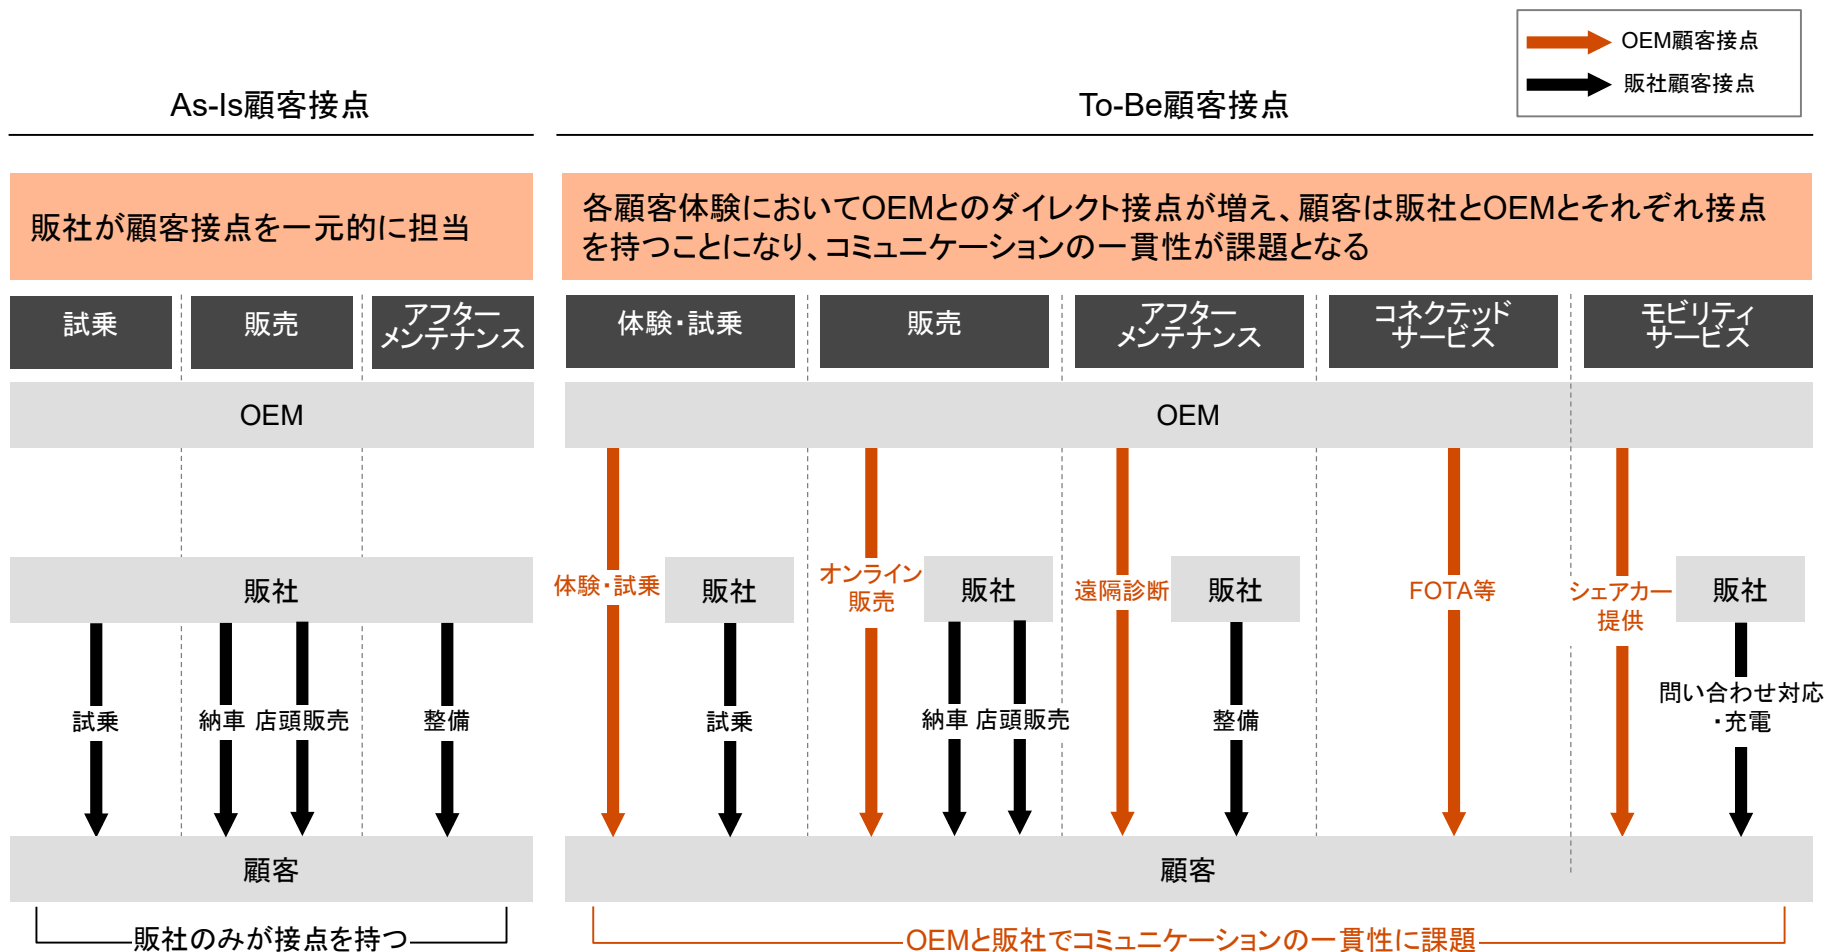 OEM顧客接点
販社顧客接点
As-Is顧客接点
To-Be顧客接点
販社が顧客接点を一元的に担当
各顧客体験においてOEMとのダイレクト接点が増え、顧客は販社とOEMとそれぞれ接点
を持つことになり、コミュニケーションの一貫性が課題となる
試乗
販売
アフター
メンテナンス
体験・試乗
販売
アフター
メンテナンス
コネクテッド
サービス
モビリティ
サービス
OEM
OEM
販社
体験・試乗
販社
オンライン
販売
販社
遠隔診断
販社
FOTA等
シェアカー
提供
販社
試乗
納車
店頭販売
整備
試乗
納車
店頭販売
整備
問い合わせ対応
・充電
顧客
顧客
販社のみが接点を持つ
OEMと販社でコミュニケーションの一貫性に課題